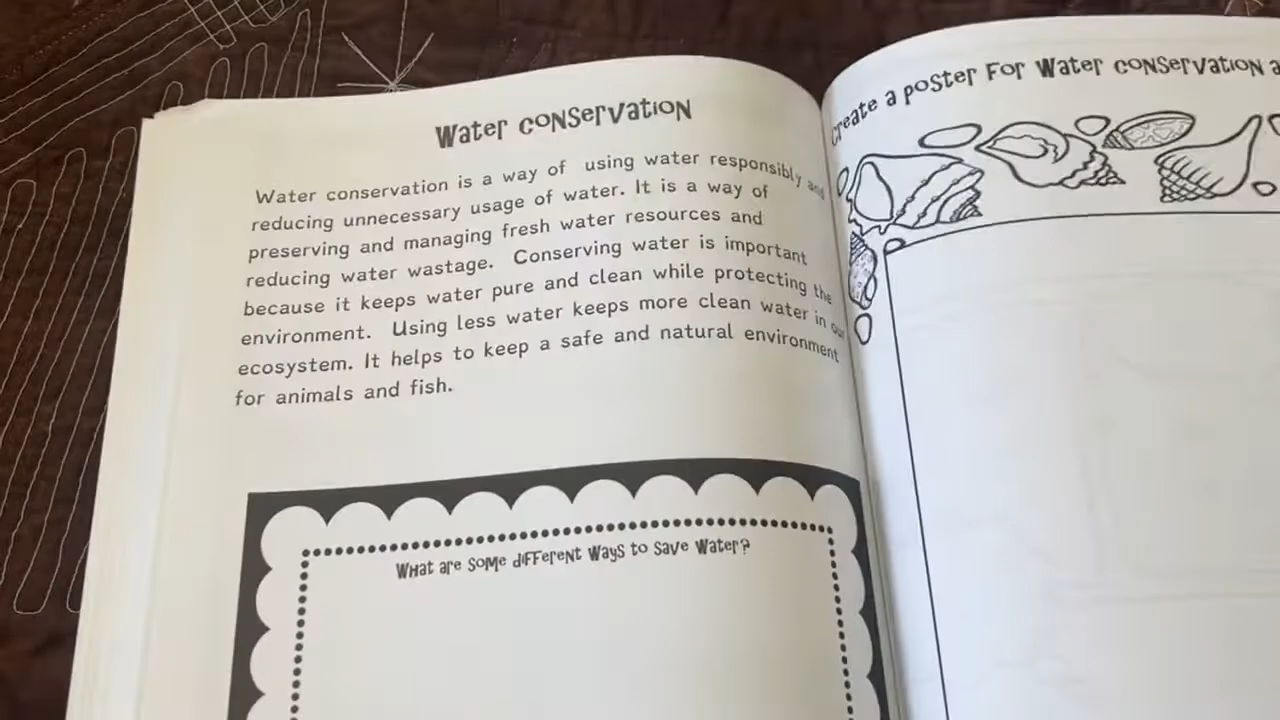 Water conservation
Water conservation is a way of using water responsibly and
reducing unnecessary usage of water. It is a way of
preserving and managing fresh water resources and
reducing water wastage. Conserving water is important
because it keeps water pure and clean while protecting the
environment. Using less water keeps more clean water in our
ecosystem. It helps to keep a safe and natural environment
for animals and fish.
What are some different ways to save water?
Create a poster for water conservation